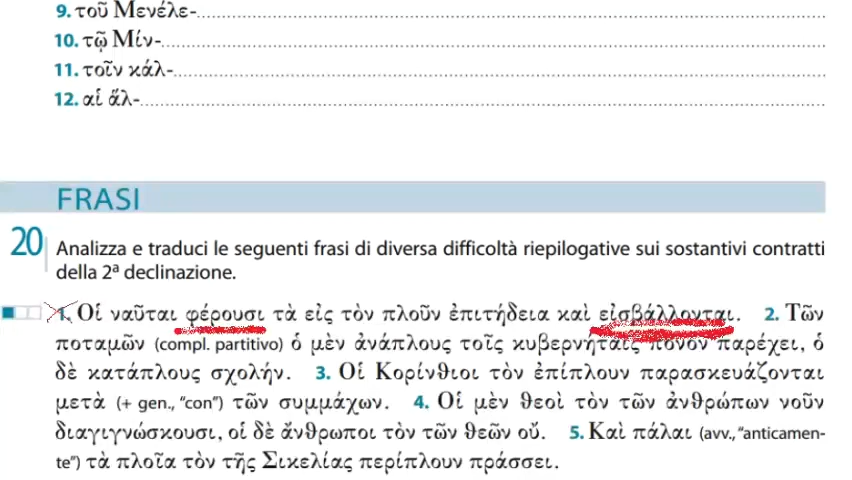 9. τοῦ Μενέλε-
10. τῷ Μίν-
11. τοῖν κάλ-
12. αἱ ἅλ-
FRASI
20 Analizza e traduci le seguenti frasi di diversa difficoltà riepilogative sui sostantivi contratti
della 2ª declinazione.
1. Οἱ ναῦται φέρουσι τὰ εἰς τὸν πλοῦν ἐπιτήδεια καὶ εἰσβάλλονται. 2. Τῶν
ποταμῶν (compl. partitivo) ὁ μὲν ἀνάπλους τοῖς κυβερνήταις πόνον παρέχει, ὁ
δὲ κατάπλους σχολήν. 3. Οἱ Κορίνθιοι τὸν ἐπίπλουν παρασκευάζονται
μετὰ (+ gen., “con”) τῶν συμμάχων. 4. Οἱ μὲν θεοὶ τὸν τῶν ἀνθρώπων νοῦν
διαγιγνώσκουσι, οἱ δὲ ἄνθρωποι τὸν τῶν θεῶν οὔ. 5. Καὶ πάλαι (avv., “anticamen-
te”) τὰ πλοῖα τὸν τῆς Σικελίας περίπλουν πράσσει.